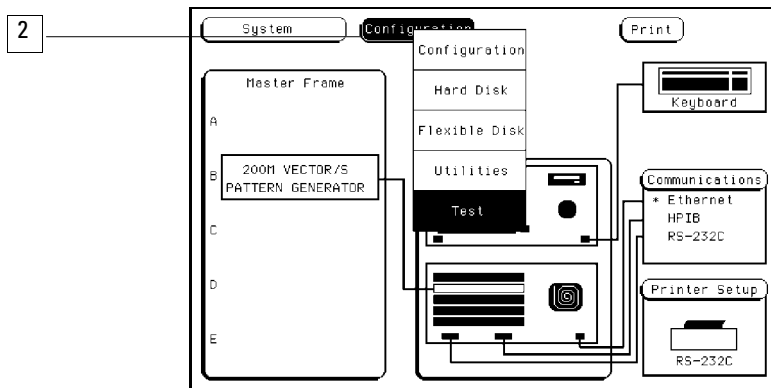 2
System
Configuration
Print
Configuration
Hard Disk
Flexible Disk
Utilities
Test
Master Frame
A
B
200M VECTOR/S
PATTERN GENERATOR
C
D
E
Keyboard
Communications
* Ethernet
HPIB
RS-232C
Printer Setup
RS-232C